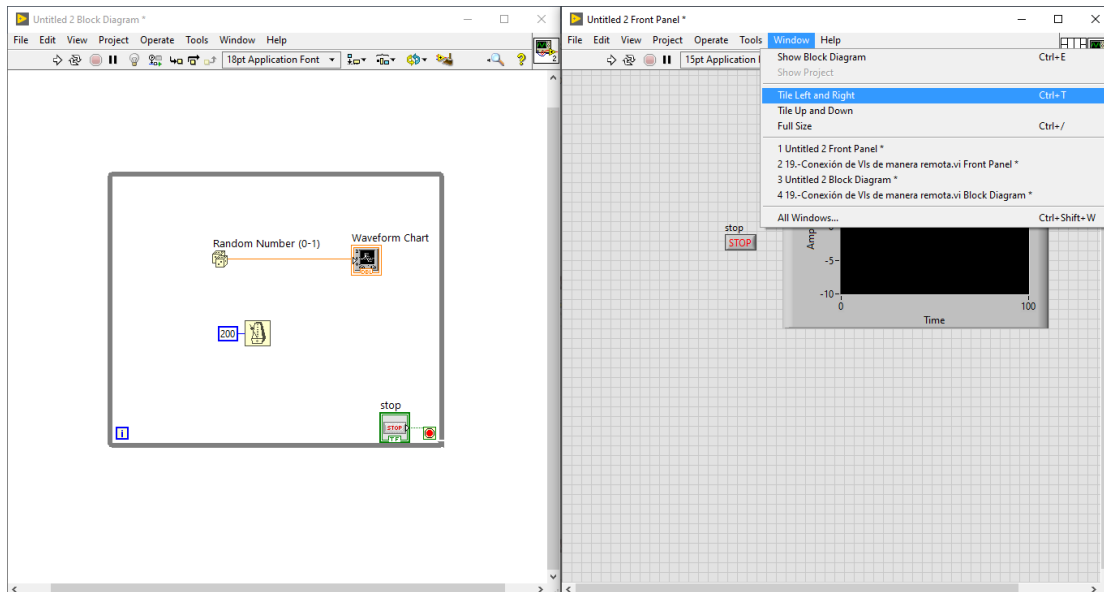 Untitled 2 Block Diagram *
File Edit View Project Operate Tools Window Help
18pt Application Font
2
Random Number (0-1)
Waveform Chart
DBL
200
stop
STOP
TF
i
Untitled 2 Front Panel *
File Edit View Project Operate Tools Window Help
15pt Application
Show Block Diagram Ctrl+E
Show Project
Tile Left and Right Ctrl+T
Tile Up and Down
Full Size Ctrl+/
1 Untitled 2 Front Panel *
2 19.-Conexión de VIs de manera remota.vi Front Panel *
3 Untitled 2 Block Diagram *
4 19.-Conexión de VIs de manera remota.vi Block Diagram *
All Windows... Ctrl+Shift+W
stop
STOP
Amp
0
-5
-10
0 100
Time